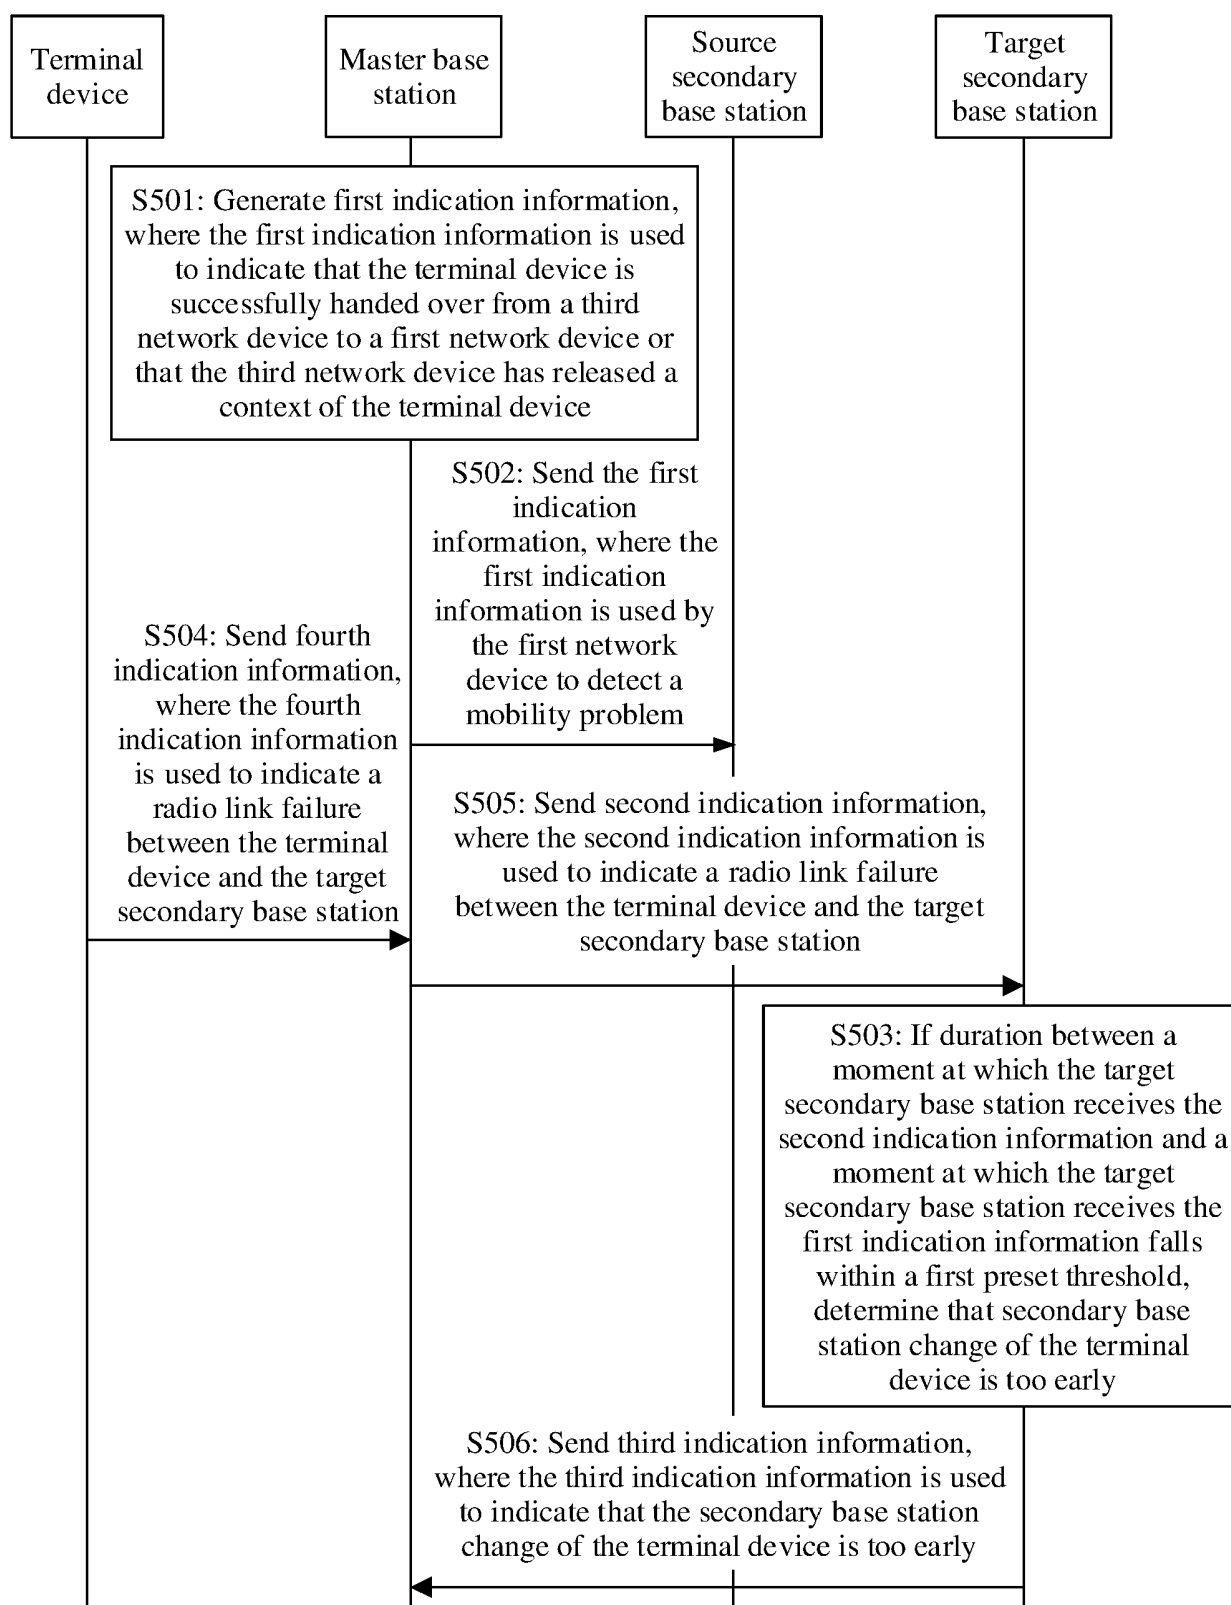 Terminal
device
Master base
station
Source
secondary
base station
Target
secondary
base station
S501: Generate first indication information,
where the first indication information is used
to indicate that the terminal device is
successfully handed over from a third
network device to a first network device or
that the third network device has released a
context of the terminal device
S502: Send the first
indication
information, where the
first indication
information is used by
the first network
device to detect a
mobility problem
S504: Send fourth
indication information,
where the fourth
indication information
is used to indicate a
radio link failure
between the terminal
device and the target
secondary base station
S505: Send second indication information,
where the second indication information is
used to indicate a radio link failure
between the terminal device and the target
secondary base station
S503: If duration between a
moment at which the target
secondary base station receives the
second indication information and a
moment at which the target
secondary base station receives the
first indication information falls
within a first preset threshold,
determine that secondary base
station change of the terminal
device is too early
S506: Send third indication information,
where the third indication information is used
to indicate that the secondary base station
change of the terminal device is too early